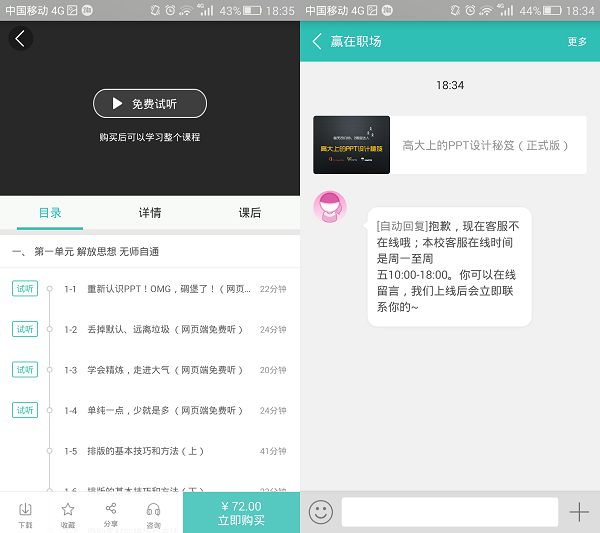 中国移动 4G 43% 18:35
免费试听
购买后可以学习整个课程
目录 详情 课后
一、 第一单元 解放思想 无师自通
试听 1-1 重新认识PPT！OMG，碉堡了！（网页... 22分钟
试听 1-2 丢掉默认、远离垃圾（网页端免费听） 24分钟
试听 1-3 学会精炼，走进大气（网页端免费听） 20分钟
试听 1-4 单纯一点，少就是多（网页端免费听） 24分钟
1-5 排版的基本技巧和方法（上） 41分钟
1-6 排版的基本技巧和方法（下）
下载 收藏 分享 咨询
¥ 72.00
立即购买
中国移动 4G 44% 18:34
赢在职场 更多
18:34
高大上的PPT设计秘笈
高大上的PPT设计秘笈（正式版）
[自动回复]抱歉，现在客服不
在线哦；本校客服在线时间
是周一至周
五10:00-18:00。你可以在线
留言，我们上线后会立即联
系你的~